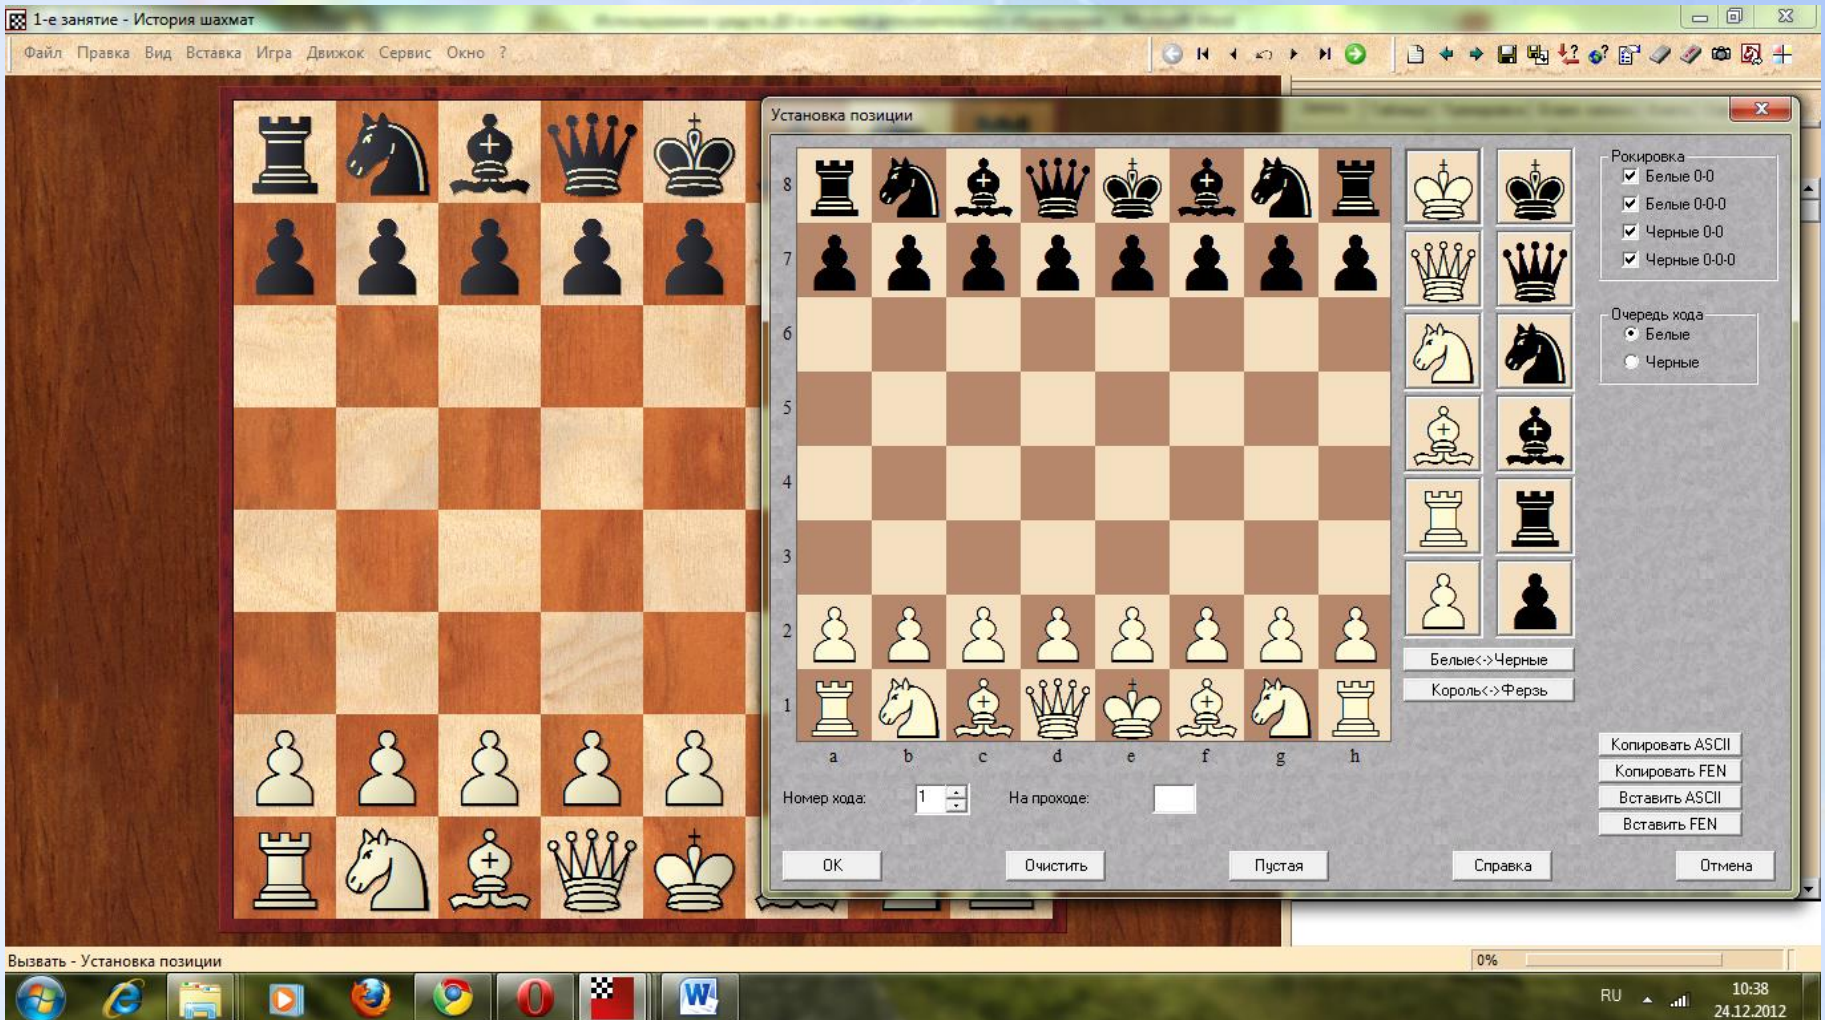 1-е занятие - История шахмат
Файл Правка Вид Вставка Игра Движок Сервис Окно ?
Установка позиции
8
7
6
5
4
3
2
1
a b c d e f g h
Рокировка
Белые 0-0
Белые 0-0-0
Черные 0-0
Черные 0-0-0
Очередь хода
Белые
Черные
Белые<->Черные
Король<->Ферзь
Копировать ASCII
Копировать FEN
Вставить ASCII
Вставить FEN
Номер хода: 1 На проходе:
OK Очистить Пустая Справка Отмена
Вызвать - Установка позиции 0%
RU 10:38
24.12.2012